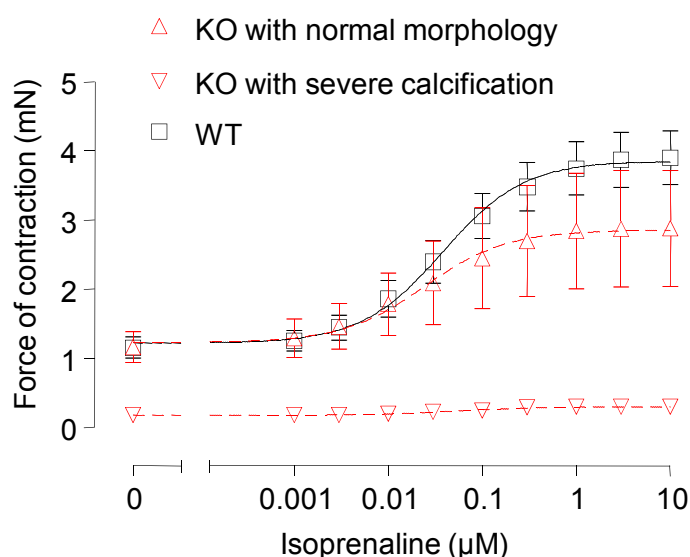 KO with normal morphology
KO with severe calcification
WT
Force of contraction (mN)
5
4
3
2
1
0
0 0.001 0.01 0.1 1 10
Isoprenaline (μM)